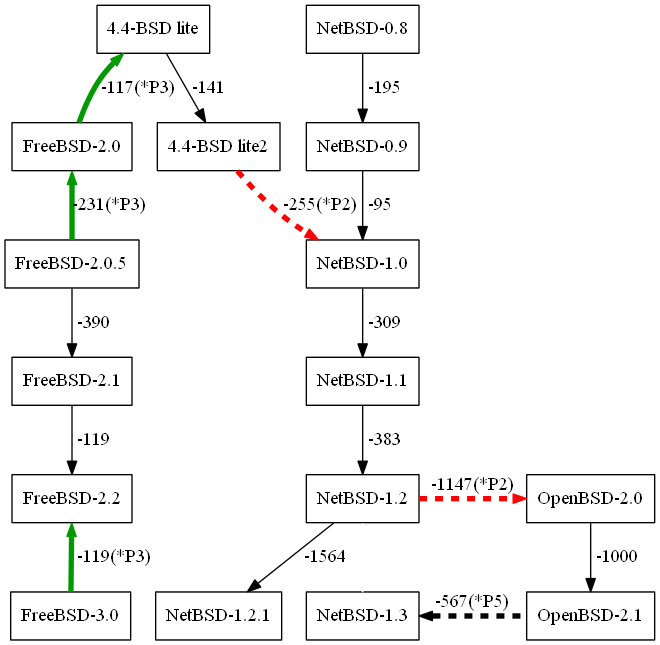 4.4-BSD lite
NetBSD-0.8
-117(*P3)
-141
-195
FreeBSD-2.0
4.4-BSD lite2
NetBSD-0.9
-231(*P3)
-255(*P2)
-95
FreeBSD-2.0.5
NetBSD-1.0
-390
-309
FreeBSD-2.1
NetBSD-1.1
-119
-383
FreeBSD-2.2
NetBSD-1.2
-1147(*P2)
OpenBSD-2.0
-119(*P3)
-1564
-1000
FreeBSD-3.0
NetBSD-1.2.1
NetBSD-1.3
-567(*P5)
OpenBSD-2.1